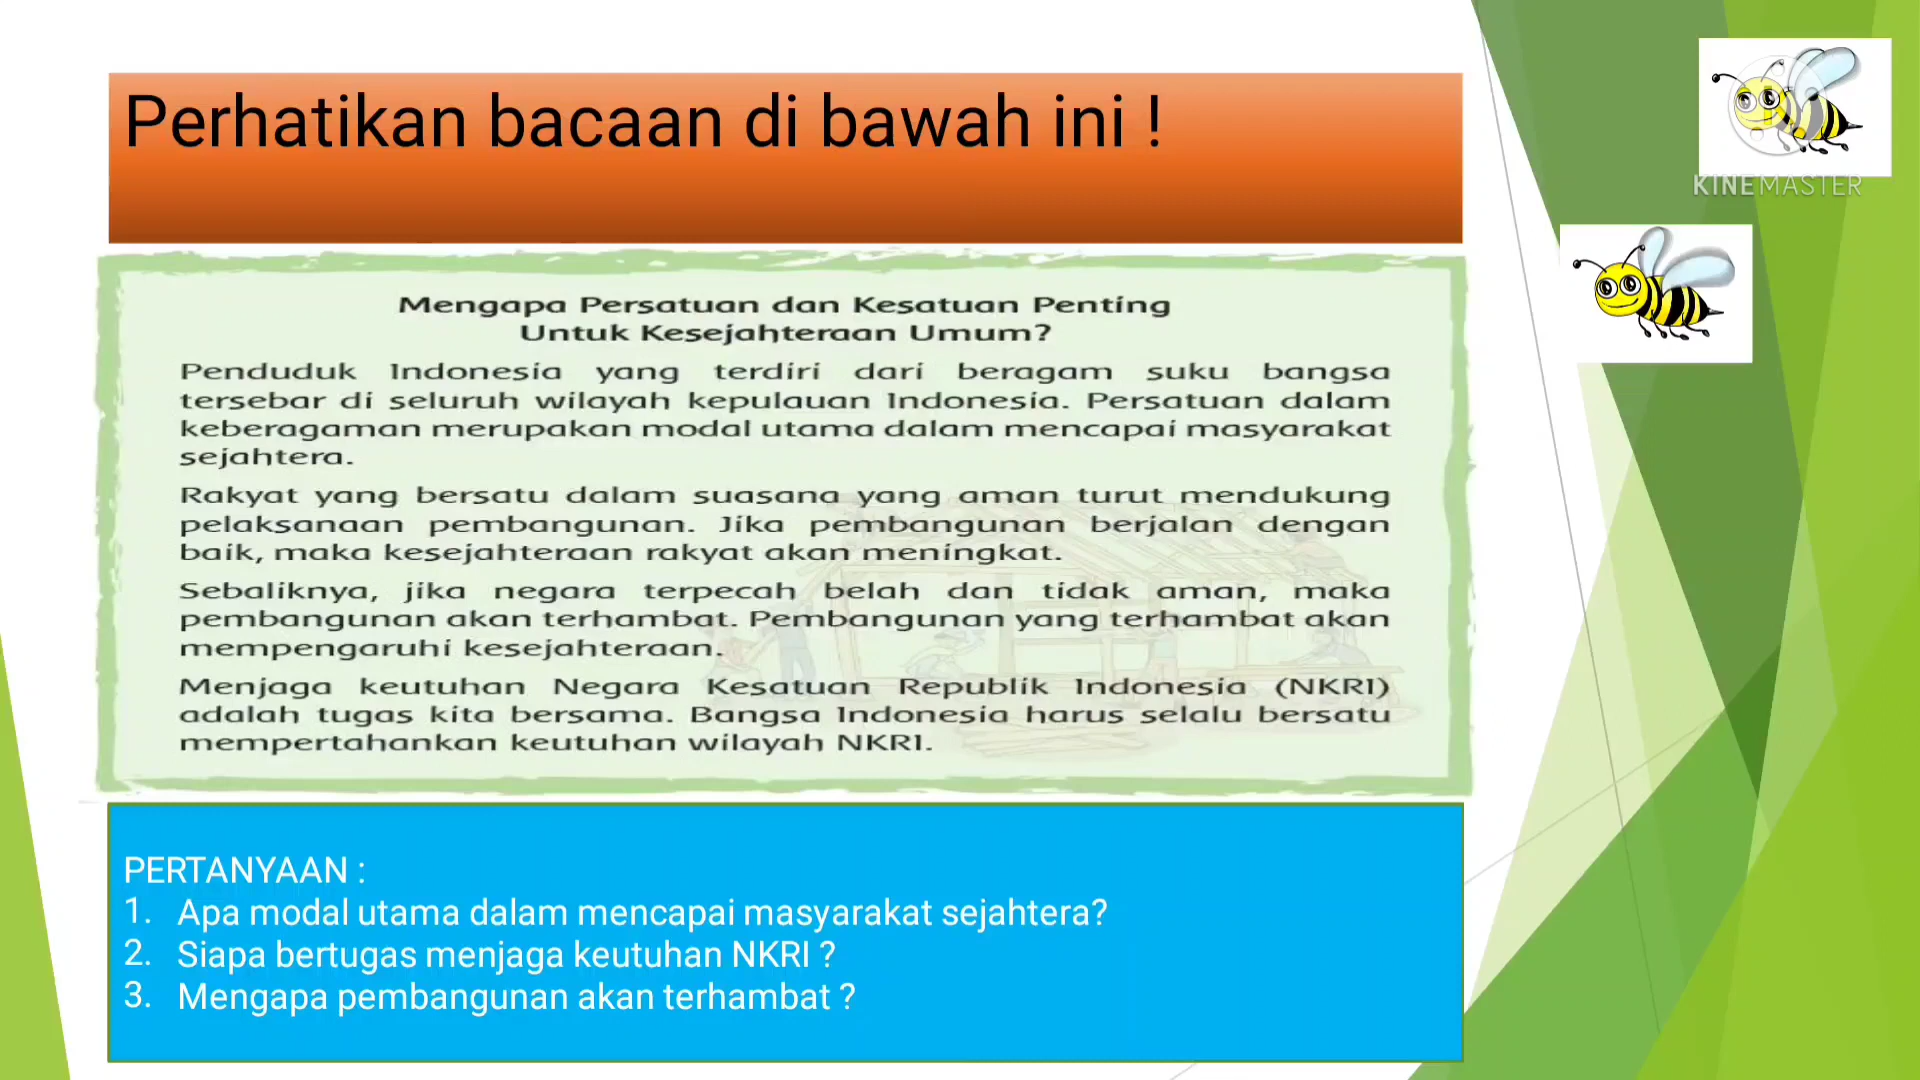 Perhatikan bacaan di bawah ini !
KINEMASTER
Mengapa Persatuan dan Kesatuan Penting
Untuk Kesejahteraan Umum?
Penduduk Indonesia yang terdiri dari beragam suku bangsa
tersebar di seluruh wilayah kepulauan Indonesia. Persatuan dalam
keberagaman merupakan modal utama dalam mencapai masyarakat
sejahtera.
Rakyat yang bersatu dalam suasana yang aman turut mendukung
pelaksanaan pembangunan. Jika pembangunan berjalan dengan
baik, maka kesejahteraan rakyat akan meningkat.
Sebaliknya, jika negara terpecah belah dan tidak aman, maka
pembangunan akan terhambat. Pembangunan yang terhambat akan
mempengaruhi kesejahteraan.
Menjaga keutuhan Negara Kesatuan Republik Indonesia (NKRI)
adalah tugas kita bersama. Bangsa Indonesia harus selalu bersatu
mempertahankan keutuhan wilayah NKRI.
PERTANYAAN :
1. Apa modal utama dalam mencapai masyarakat sejahtera?
2. Siapa bertugas menjaga keutuhan NKRI ?
3. Mengapa pembangunan akan terhambat ?